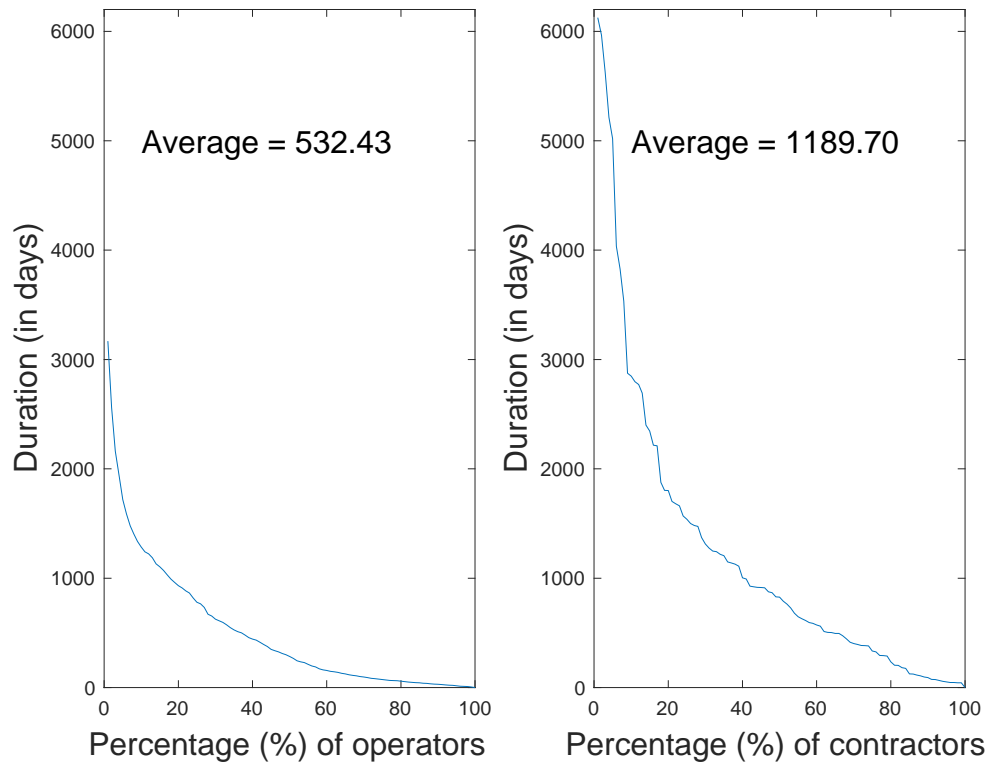 Average = 532.43
Duration (in days)
6000
5000
4000
3000
2000
1000
0
0 20 40 60 80 100
Percentage (%) of operators
Average = 1189.70
Duration (in days)
6000
5000
4000
3000
2000
1000
0
0 20 40 60 80 100
Percentage (%) of contractors